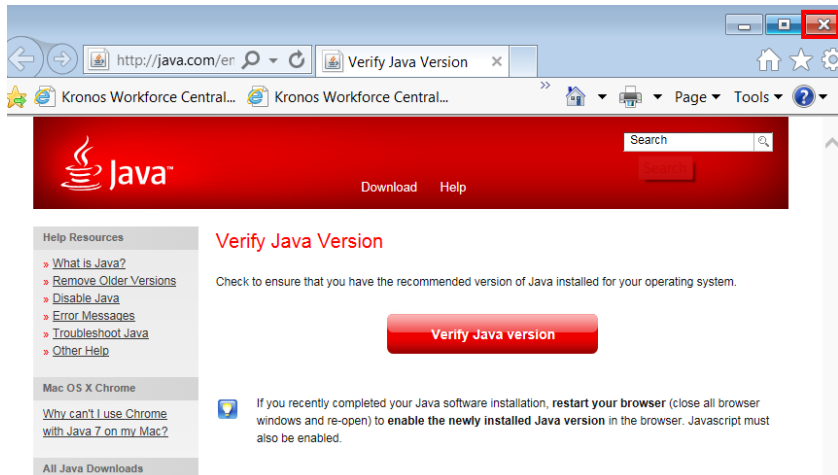 http://java.com/en
Verify Java Version
Kronos Workforce Central...
Kronos Workforce Central...
Page
Tools
Java™
Search
Search
Download
Help
Help Resources
» What is Java?
» Remove Older Versions
» Disable Java
» Error Messages
» Troubleshoot Java
» Other Help
Mac OS X Chrome
Why can't I use Chrome
with Java 7 on my Mac?
All Java Downloads
Verify Java Version
Check to ensure that you have the recommended version of Java installed for your operating system.
Verify Java version
If you recently completed your Java software installation, restart your browser (close all browser
windows and re-open) to enable the newly installed Java version in the browser. Javascript must
also be enabled.